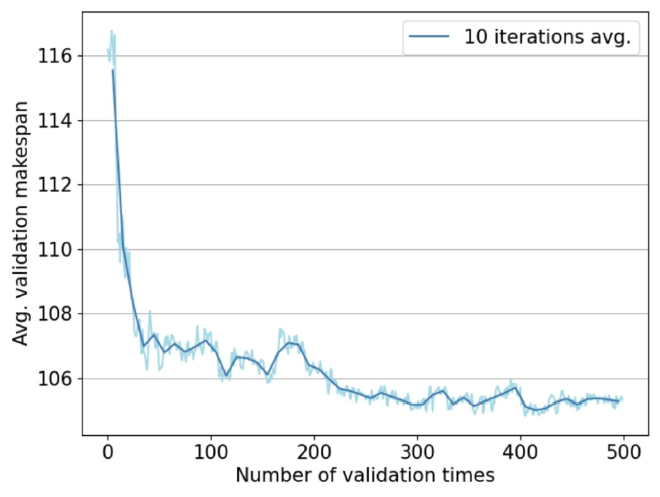 10 iterations avg.
Avg. validation makespan
116
114
112
110
108
106
0 100 200 300 400 500
Number of validation times